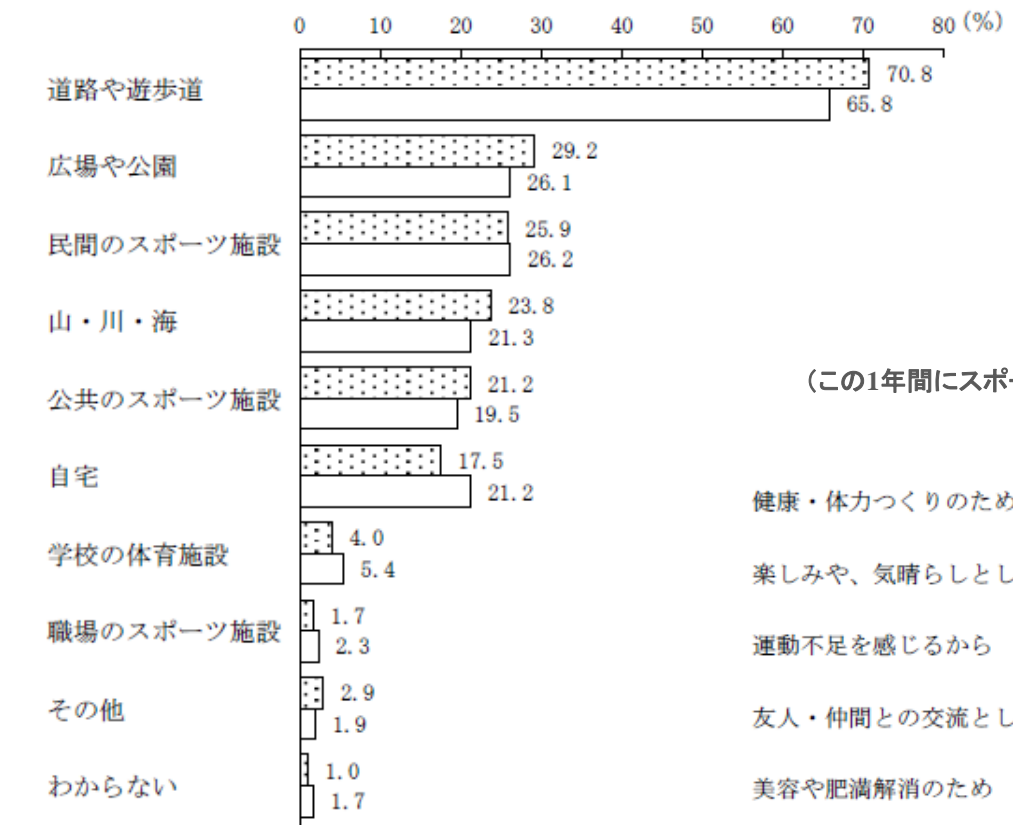 0 10 20 30 40 50 60 70 80 (%)
道路や遊歩道 70.8
65.8
広場や公園 29.2
26.1
民間のスポーツ施設 25.9
26.2
山・川・海 23.8
21.3
公共のスポーツ施設 21.2
19.5
自宅 17.5
21.2
学校の体育施設 4.0
5.4
職場のスポーツ施設 1.7
2.3
その他 2.9
1.9
わからない 1.0
1.7
(この1年間にスポー
健康・体力つくりのため
楽しみや、気晴らしとし
運動不足を感じるから
友人・仲間との交流とし
美容や肥満解消のため